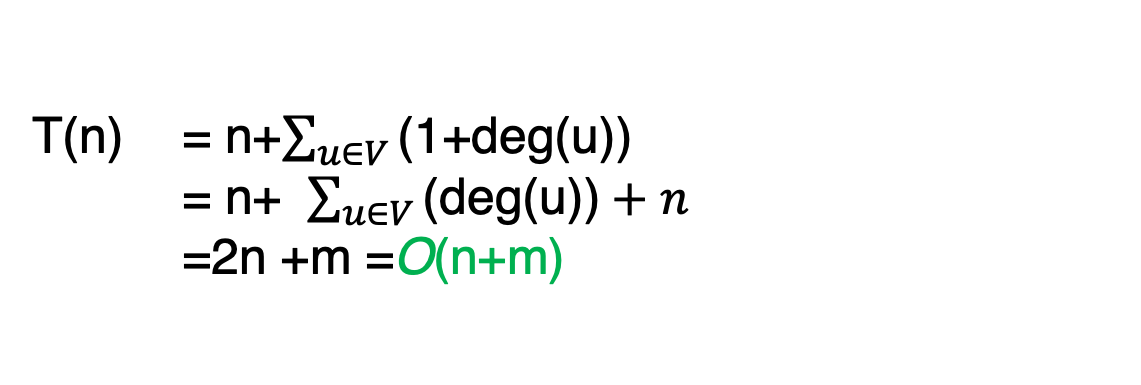 T(n) = n+∑_{u∈V} (1+deg(u))
= n+ ∑_{u∈V} (deg(u)) + n
=2n +m =O(n+m)